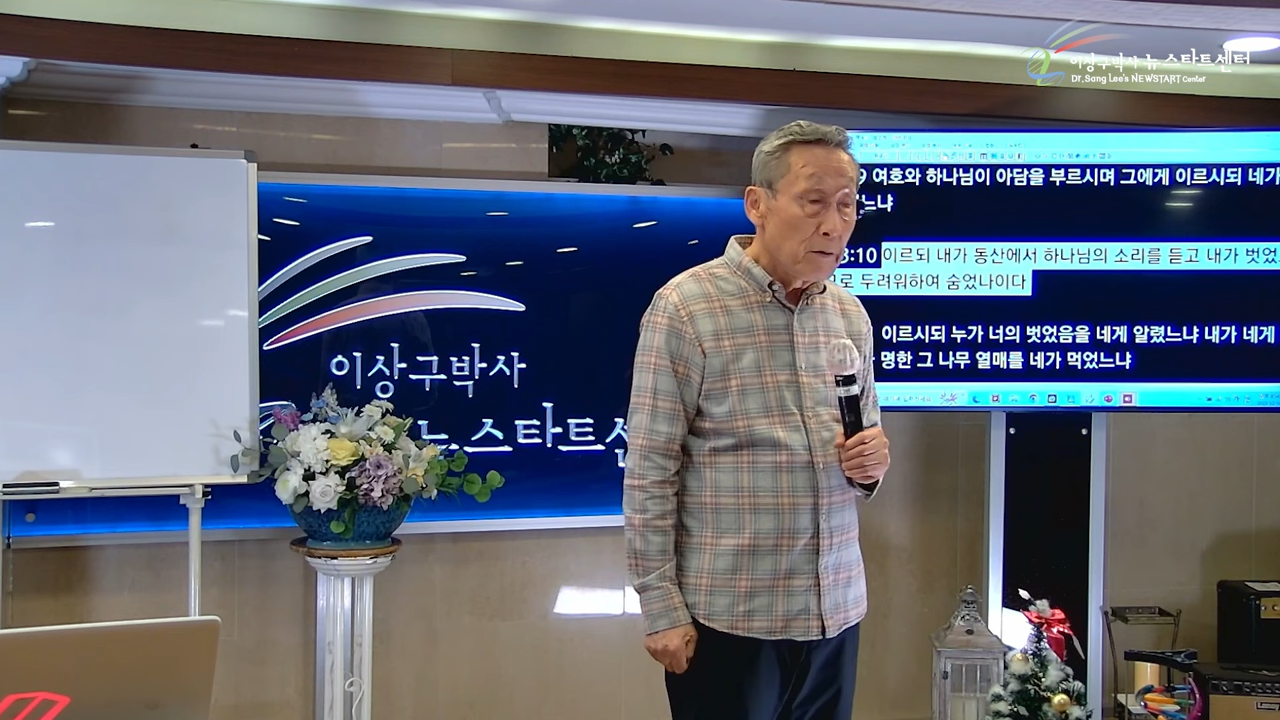 이상구박사 뉴스타트센터
Dr. Sang Lee's NEWSTART Center
9 여호와 하나님이 아담을 부르시며 그에게 이르시되 네가
느냐
3:10 이르되 내가 동산에서 하나님의 소리를 듣고 내가 벗었
로 두려워하여 숨었나이다
이르시되 누가 너의 벗었음을 네게 알렸느냐 내가 네게
명한 그 나무 열매를 네가 먹었느냐
이상구박사
뉴스타트센